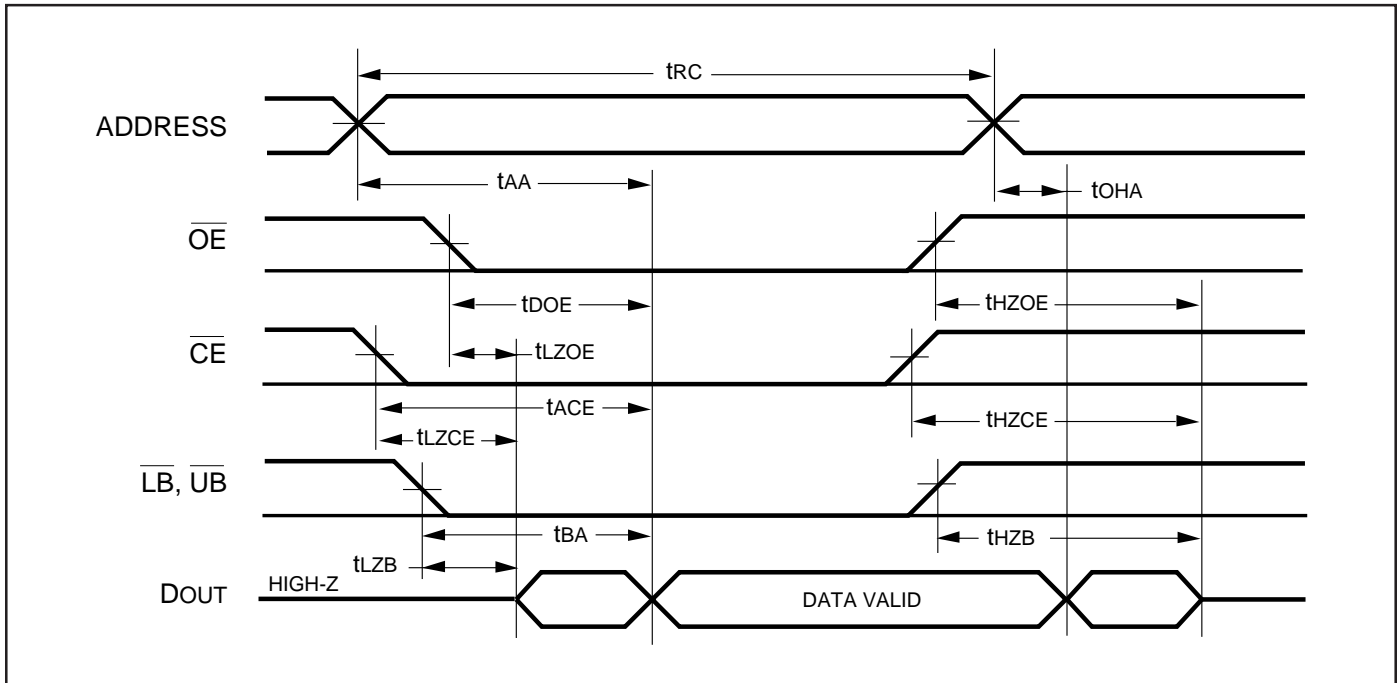 tRC
ADDRESS
tAA
tOHA
OE
tDOE
tHZOE
CE
tLZOE
tACE
tHZCE
tLZCE
LB, UB
tBA
tHZB
tLZB
DOUT
HIGH-Z
DATA VALID